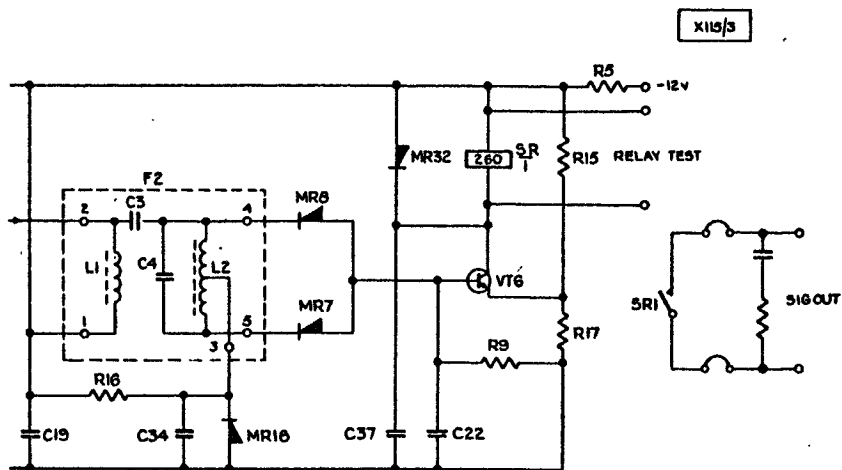 X115/3
R5
-12V
MR32
260
SR
1
R15
RELAY TEST
F2
2
C3
4
MR8
L1
C4
L2
VT6
SR1
SIG OUT
1
5
3
MR7
R17
R9
R16
C19
C34
MR18
C37
C22